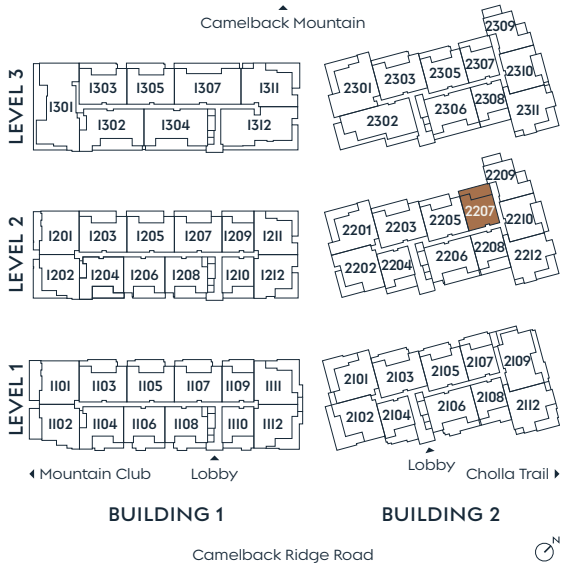 Camelback Mountain
LEVEL 3
1301 1303 1305 1307 1311
1302 1304 1312
2301 2303 2305 2307 2309 2310
2302 2306 2308 2311
LEVEL 2
1201 1203 1205 1207 1209 1211
1202 1204 1206 1208 1210 1212
2201 2203 2205 2207 2209 2210
2202 2204 2206 2208 2212
LEVEL 1
1101 1103 1105 1107 1109 1111
1102 1104 1106 1108 1110 1112
2101 2103 2105 2107 2109
2102 2104 2106 2108 2112
Mountain Club
Lobby
Lobby
Cholla Trail
BUILDING 1
BUILDING 2
Camelback Ridge Road
N